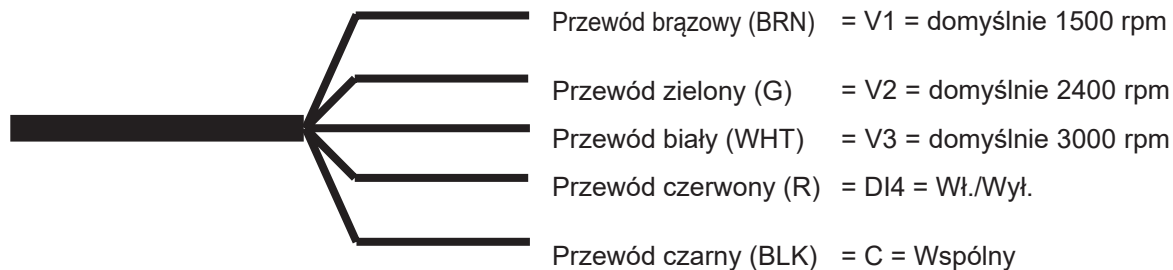 Przewód brązowy (BRN) = V1 = domyślnie 1500 rpm
Przewód zielony (G) = V2 = domyślnie 2400 rpm
Przewód biały (WHT) = V3 = domyślnie 3000 rpm
Przewód czerwony (R) = DI4 = Wł./Wył.
Przewód czarny (BLK) = C = Wspólny